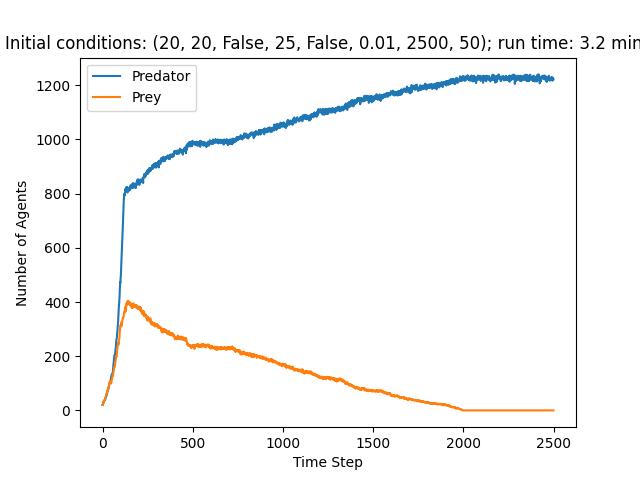 Initial conditions: (20, 20, False, 25, False, 0.01, 2500, 50); run time: 3.2 min
Predator
Prey
Number of Agents
1200
1000
800
600
400
200
0
0 500 1000 1500 2000 2500
Time Step